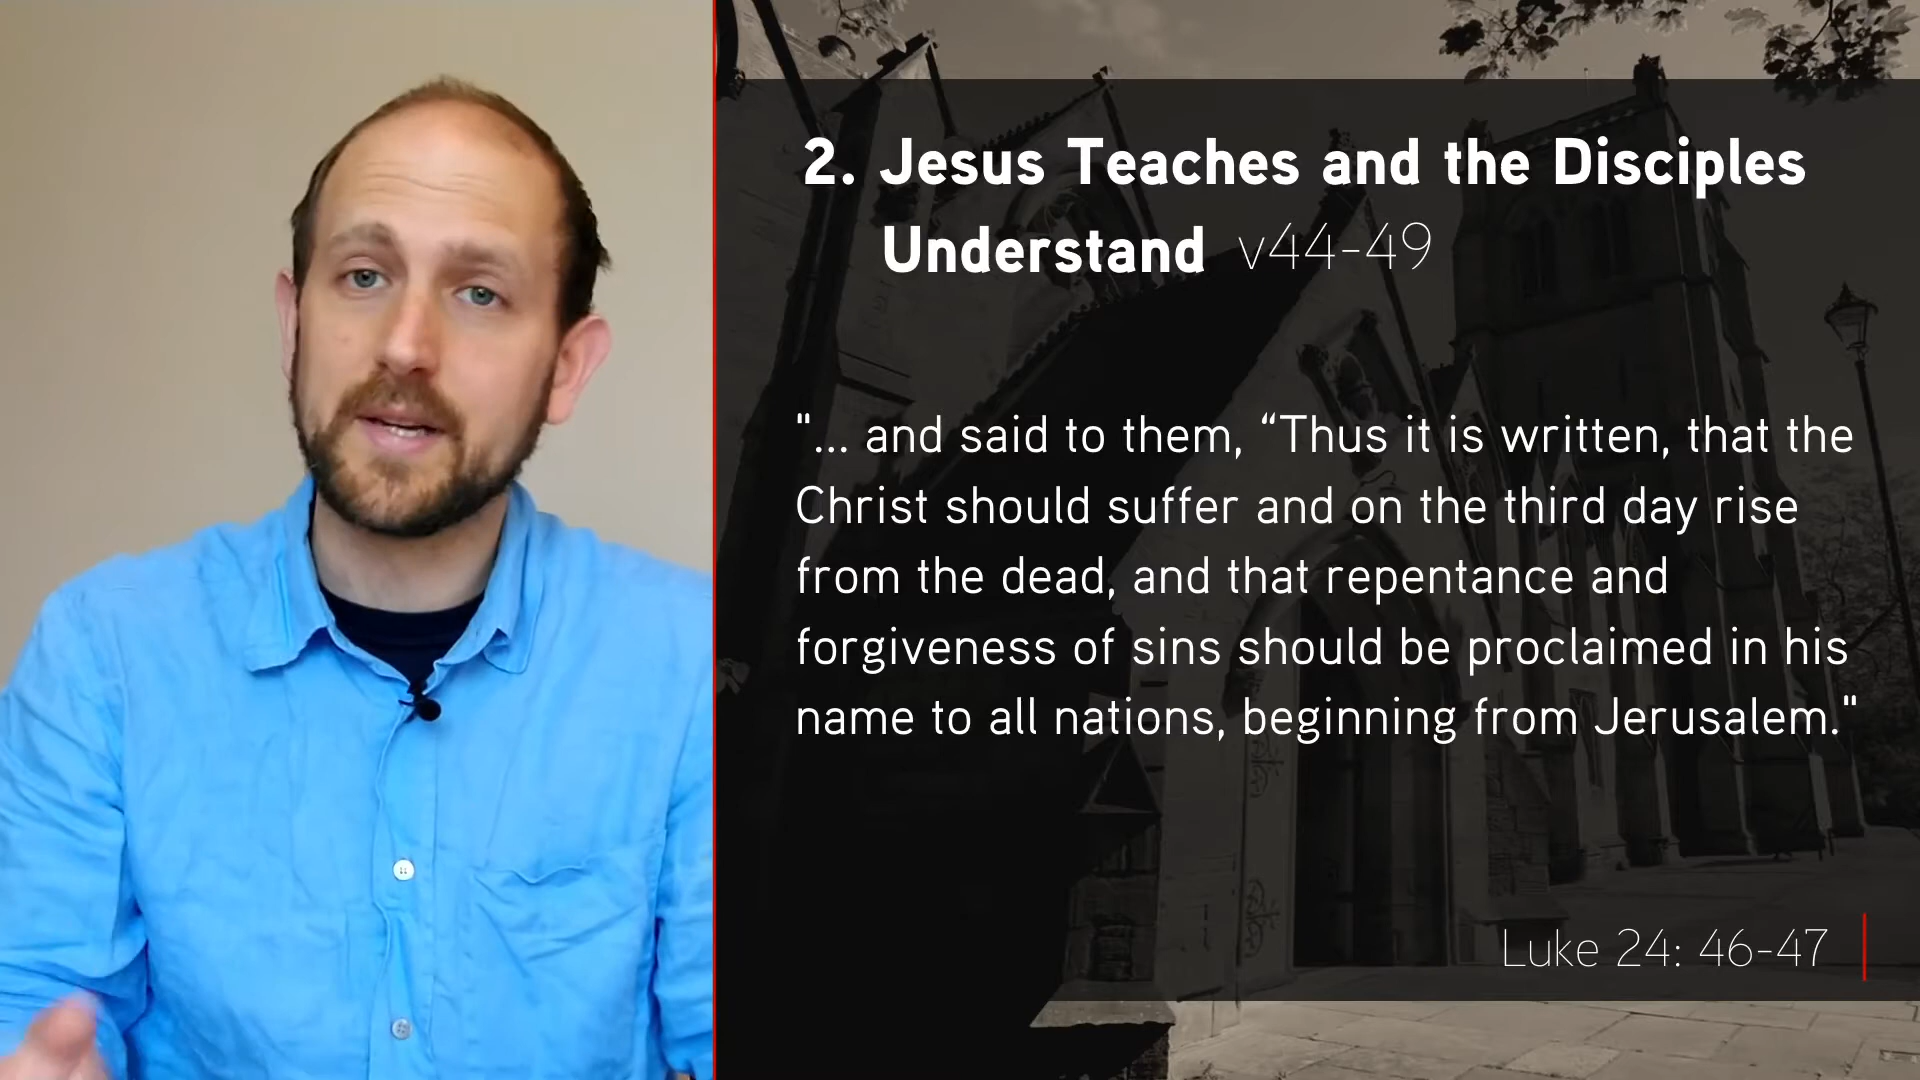 2. Jesus Teaches and the Disciples
Understand v44-49
"... and said to them, “Thus it is written, that the
Christ should suffer and on the third day rise
from the dead, and that repentance and
forgiveness of sins should be proclaimed in his
name to all nations, beginning from Jerusalem."
Luke 24: 46-47